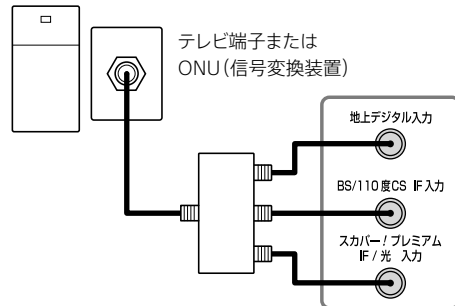 テレビ端子または
ONU(信号変換装置)
地上デジタル入力
BS/110度CS IF入力
スカパー!プレミアム
IF/光 入力